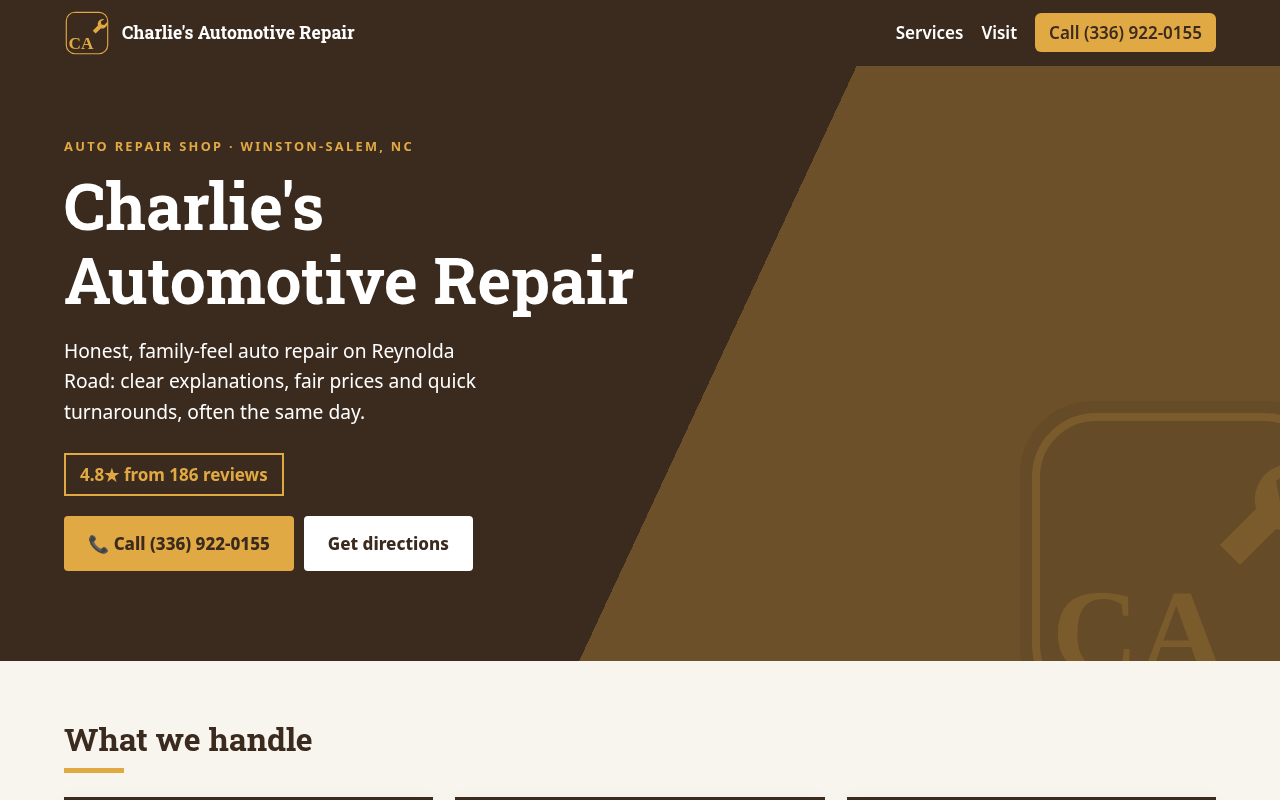 CA
Charlie's Automotive Repair
Services
Visit
Call (336) 922-0155
AUTO REPAIR SHOP · WINSTON-SALEM, NC
Charlie's
Automotive Repair
Honest, family-feel auto repair on Reynolda
Road: clear explanations, fair prices and quick
turnarounds, often the same day.
4.8★ from 186 reviews
📞 Call (336) 922-0155
Get directions
CA
What we handle